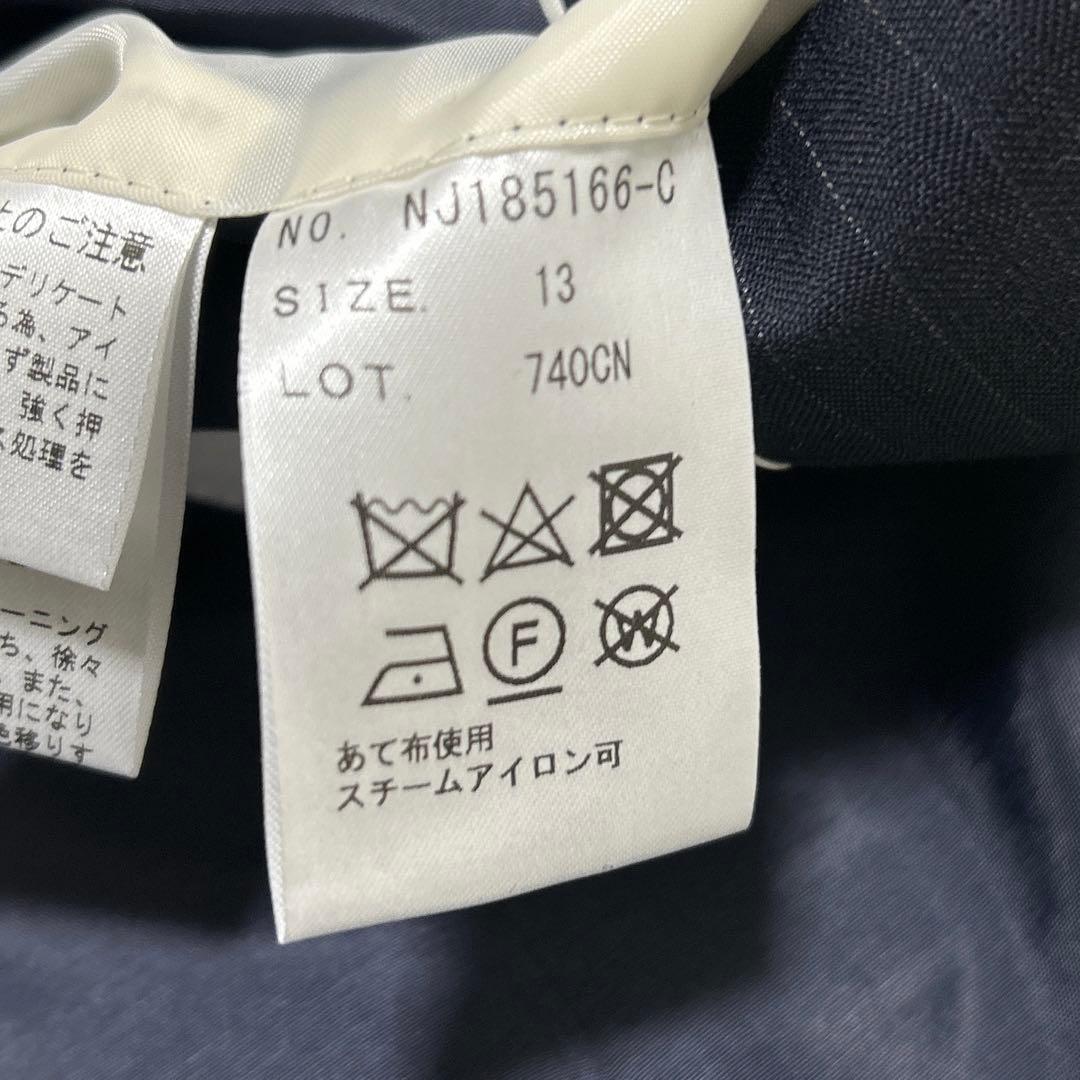 NO. NJ185166-C
SIZE. 13
LOT. 740CN
F
W
あて布使用
スチームアイロン可
とのご注意
デリケート
る為、アイ
ず製品に
強く押
ス処理を
ーニング
ち、徐々
、また、
用になり
色移りす